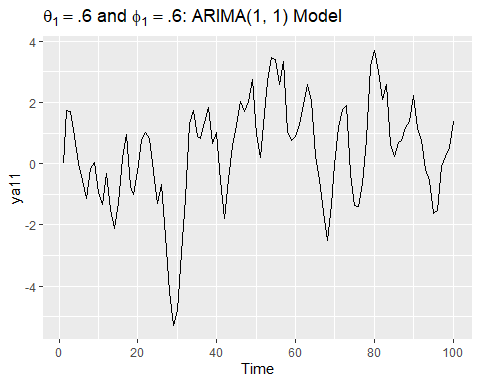 θ1 = .6 and ϕ1 = .6: ARIMA(1, 1) Model
4
2
0
-2
-4
ya11
0 20 40 60 80 100
Time